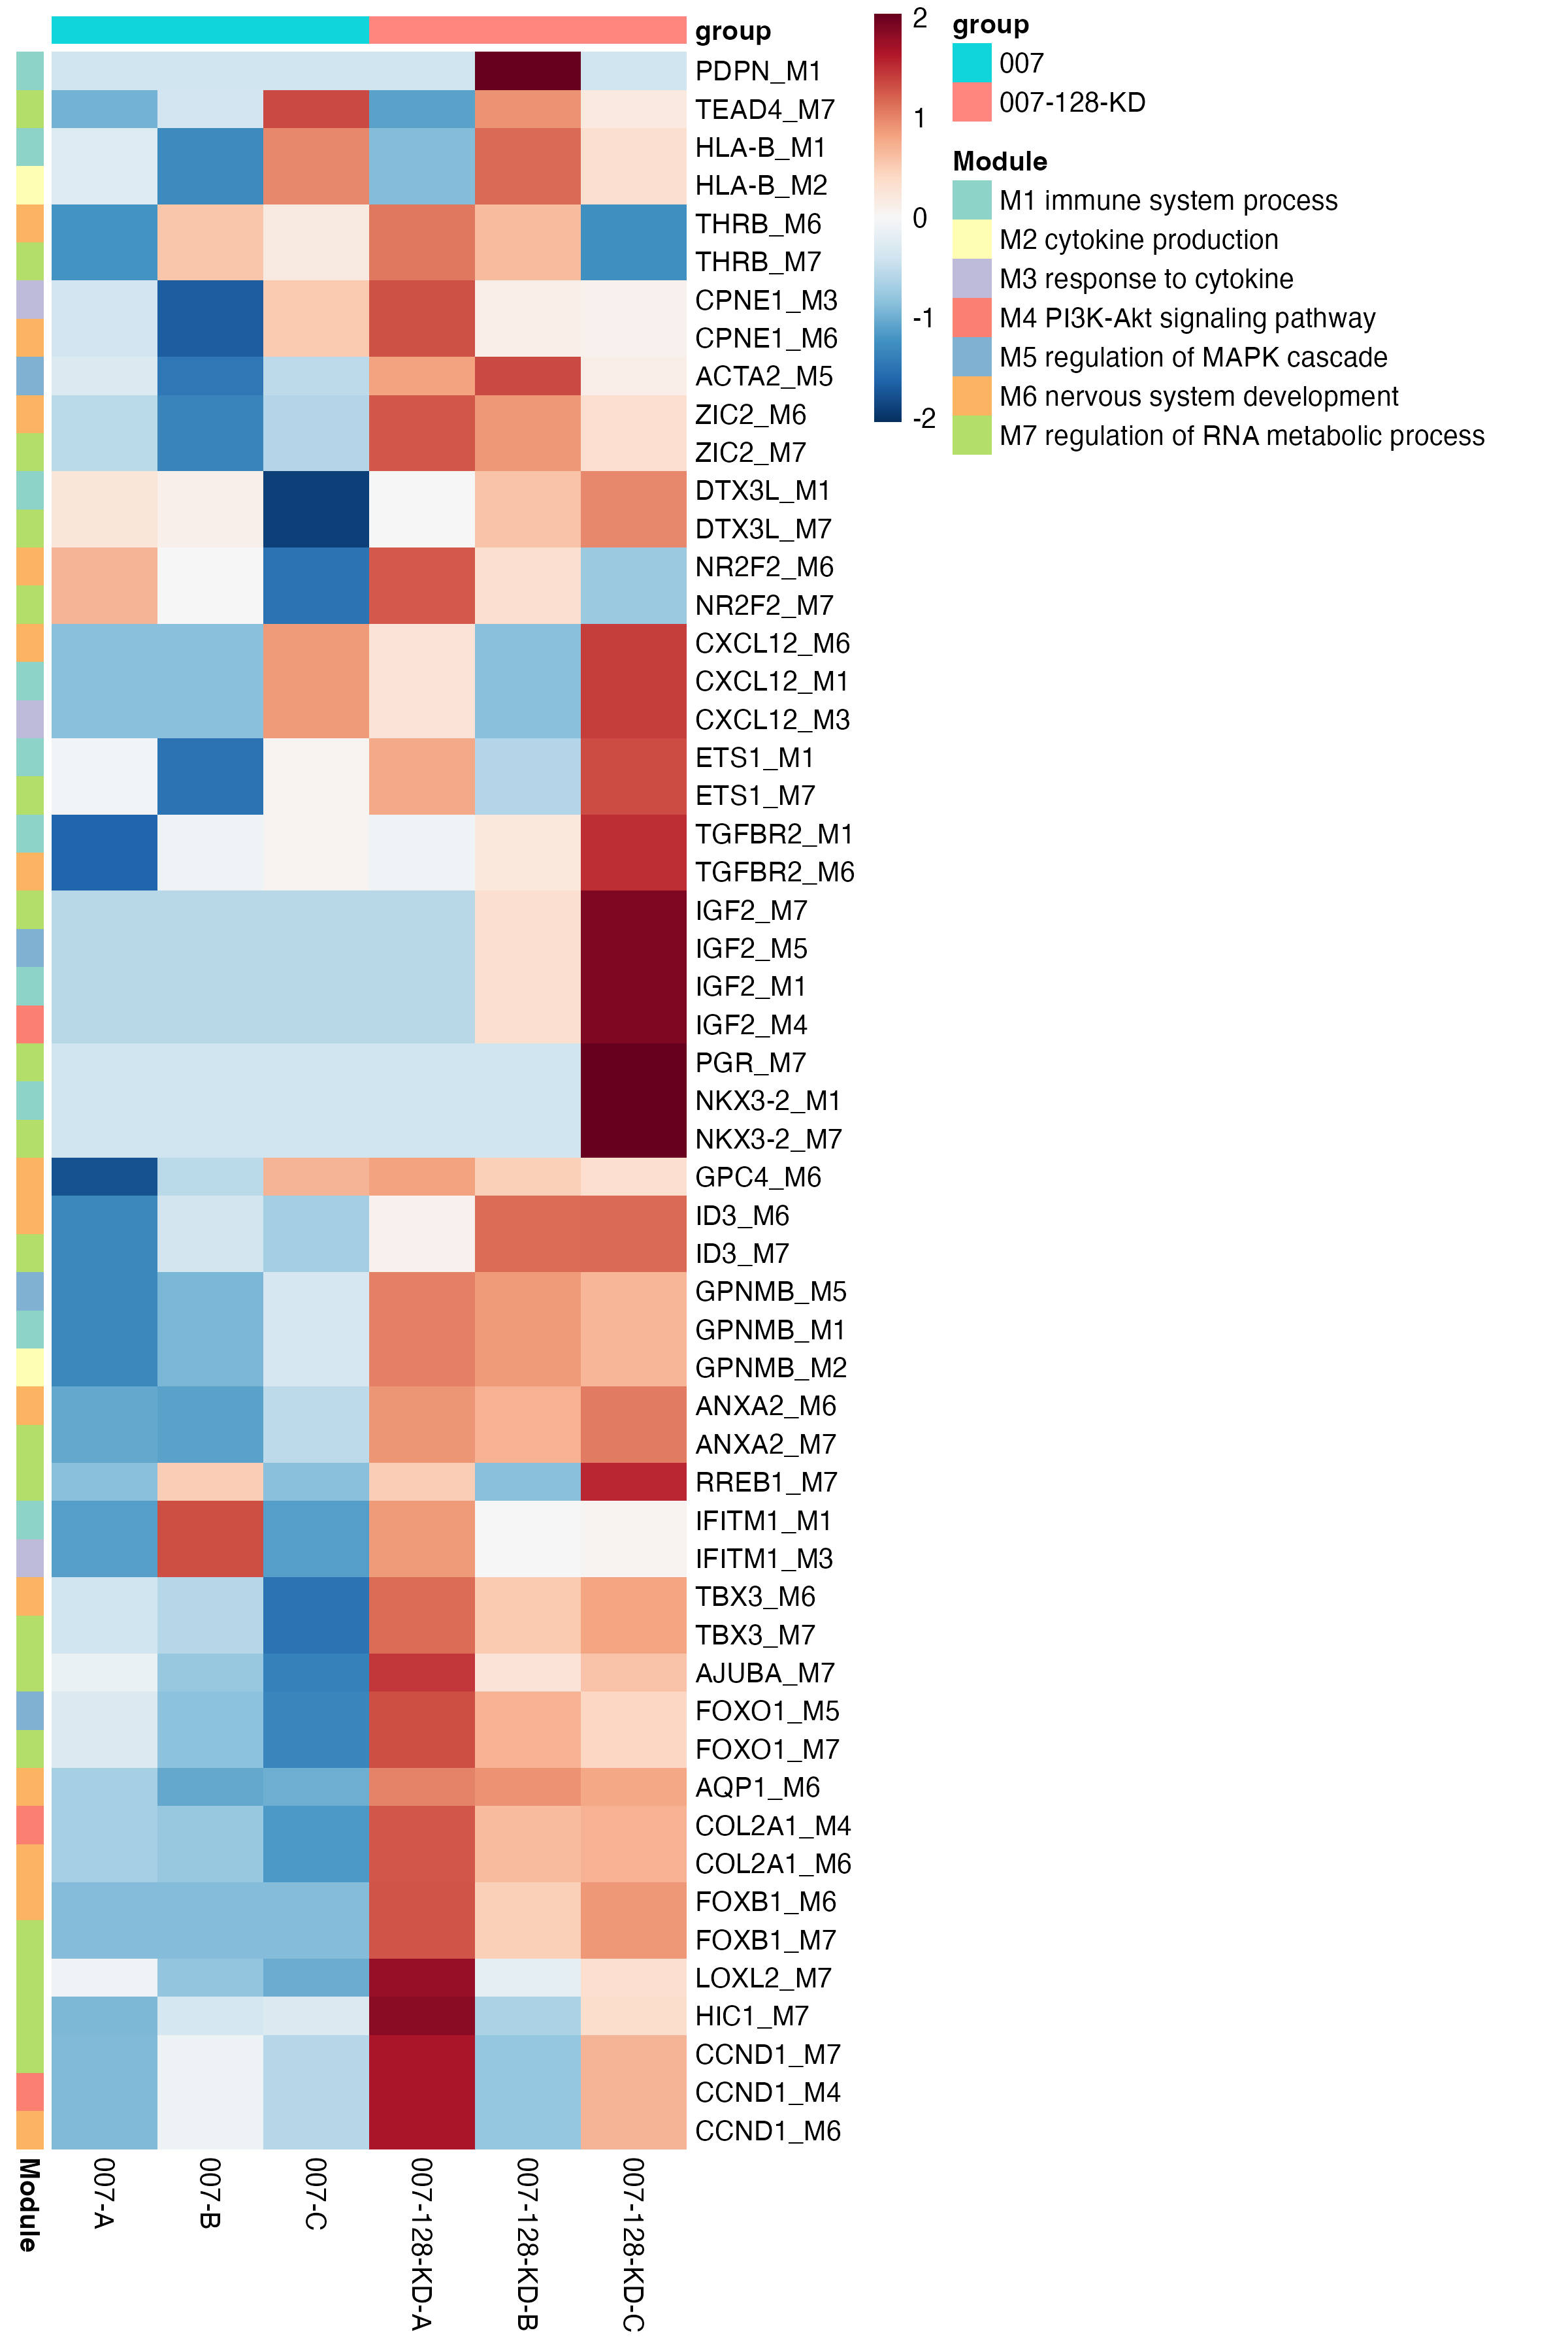 group
PDPN_M1
TEAD4_M7
HLA-B_M1
HLA-B_M2
THRB_M6
THRB_M7
CPNE1_M3
CPNE1_M6
ACTA2_M5
ZIC2_M6
ZIC2_M7
DTX3L_M1
DTX3L_M7
NR2F2_M6
NR2F2_M7
CXCL12_M6
CXCL12_M1
CXCL12_M3
ETS1_M1
ETS1_M7
TGFBR2_M1
TGFBR2_M6
IGF2_M7
IGF2_M5
IGF2_M1
IGF2_M4
PGR_M7
NKX3-2_M1
NKX3-2_M7
GPC4_M6
ID3_M6
ID3_M7
GPNMB_M5
GPNMB_M1
GPNMB_M2
ANXA2_M6
ANXA2_M7
RREB1_M7
IFITM1_M1
IFITM1_M3
TBX3_M6
TBX3_M7
AJUBA_M7
FOXO1_M5
FOXO1_M7
AQP1_M6
COL2A1_M4
COL2A1_M6
FOXB1_M6
FOXB1_M7
LOXL2_M7
HIC1_M7
CCND1_M7
CCND1_M4
CCND1_M6
Module
007-A
007-B
007-C
007-128-KD-A
007-128-KD-B
007-128-KD-C
2
1
0
-1
-2
group
007
007-128-KD
Module
M1 immune system process
M2 cytokine production
M3 response to cytokine
M4 PI3K-Akt signaling pathway
M5 regulation of MAPK cascade
M6 nervous system development
M7 regulation of RNA metabolic process